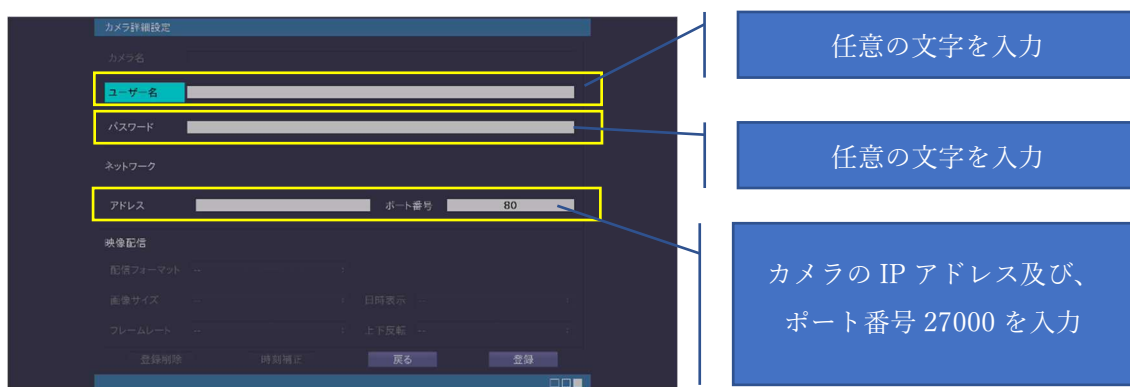 カメラ詳細設定
カメラ名
ユーザー名
任意の文字を入力
パスワード
任意の文字を入力
ネットワーク
アドレス ポート番号 80
カメラの IP アドレス及び、
ポート番号 27000 を入力
映像配信
配信フォーマット --
画像サイズ -- 日時表示 --
フレームレート -- 上下反転 --
登録削除 時刻補正 戻る 登録